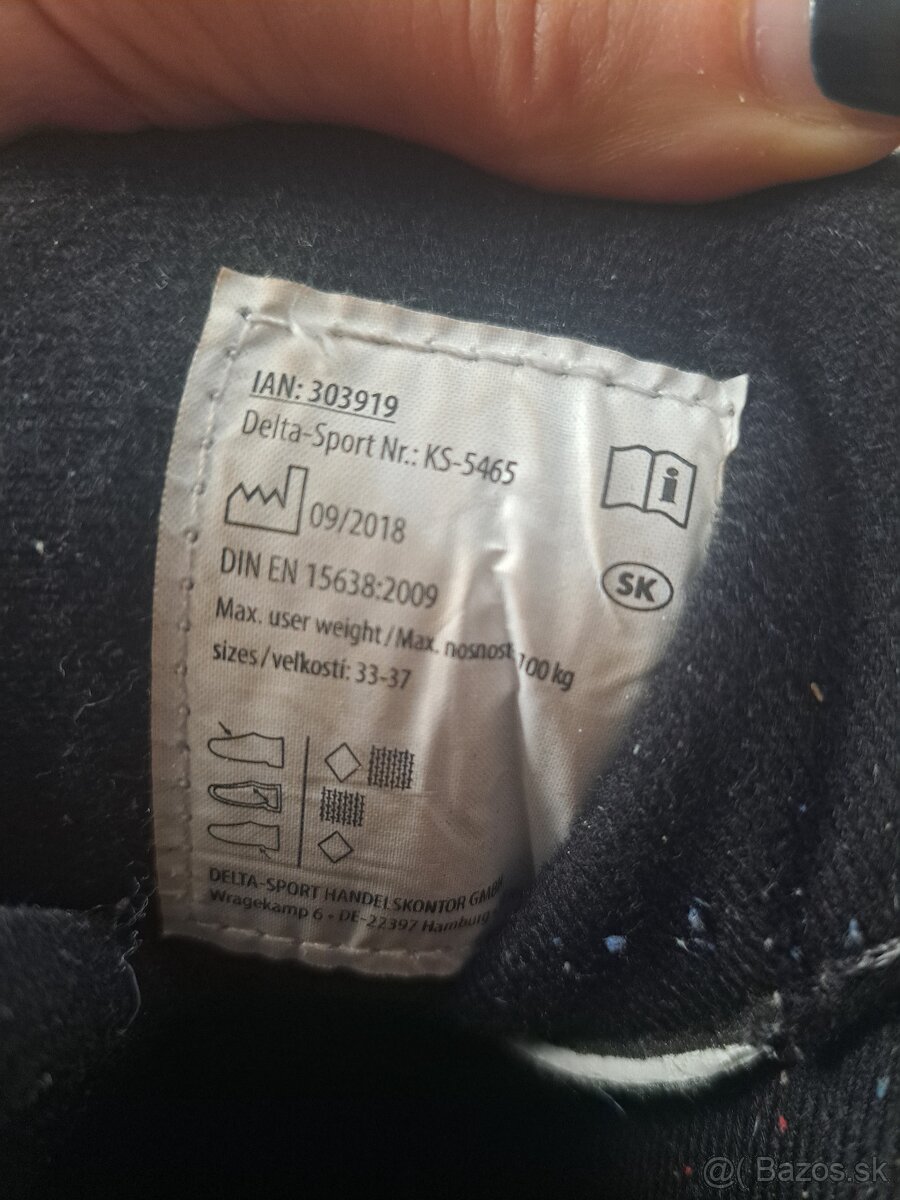 IAN: 303919
Delta-Sport Nr.: KS-5465
09/2018
DIN EN 15638:2009
Max. user weight/Max. nosnosť 100 kg
sizes/veľkosti: 33-37
i
SK
DELTA-SPORT HANDELSKONTOR GMBH
Wragekamp 6 • DE-22397 Hamburg
@( Bazos.sk